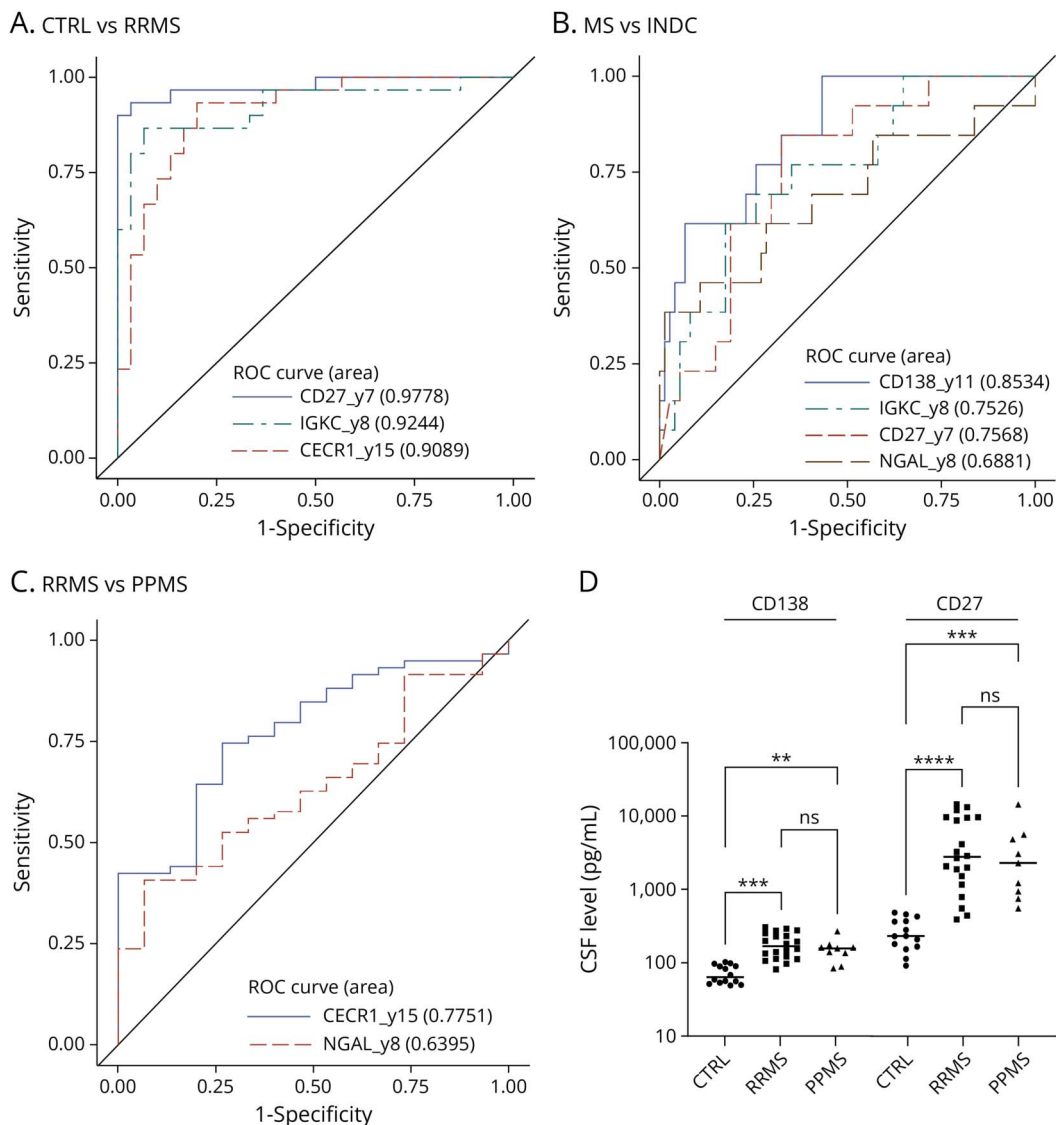 A. CTRL vs RRMS
1.00
0.75
0.50
0.25
0.00
Sensitivity
ROC curve (area)
CD27_y7 (0.9778)
IGKC_y8 (0.9244)
CECR1_y15 (0.9089)
0.00 0.25 0.50 0.75 1.00
1-Specificity
B. MS vs INDC
1.00
0.75
0.50
0.25
0.00
Sensitivity
ROC curve (area)
CD138_y11 (0.8534)
IGKC_y8 (0.7526)
CD27_y7 (0.7568)
NGAL_y8 (0.6881)
0.00 0.25 0.50 0.75 1.00
1-Specificity
C. RRMS vs PPMS
1.00
0.75
0.50
0.25
0.00
Sensitivity
ROC curve (area)
CECR1_y15 (0.7751)
NGAL_y8 (0.6395)
0.00 0.25 0.50 0.75 1.00
1-Specificity
D
CD138 CD27
***
ns
****
**
ns
***
100,000
10,000
1,000
100
10
CSF level (pg/mL)
CTRL RRMS PPMS CTRL RRMS PPMS